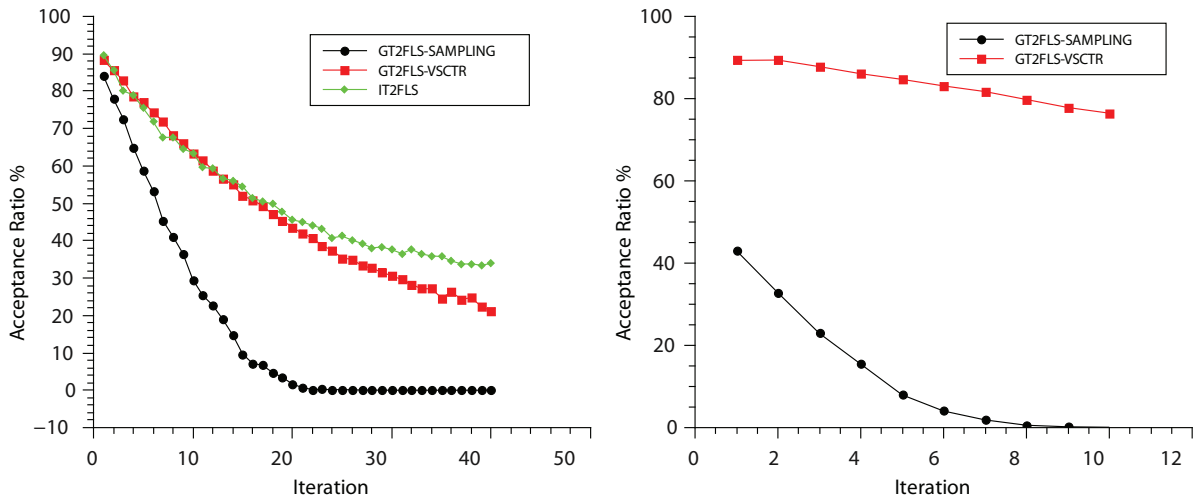 100
90
80
70
60
50
40
30
20
10
0
−10
Acceptance Ratio %
GT2FLS-SAMPLING
GT2FLS-VSCTR
IT2FLS
0 10 20 30 40 50
Iteration
100
80
60
40
20
0
Acceptance Ratio %
GT2FLS-SAMPLING
GT2FLS-VSCTR
0 2 4 6 8 10 12
Iteration